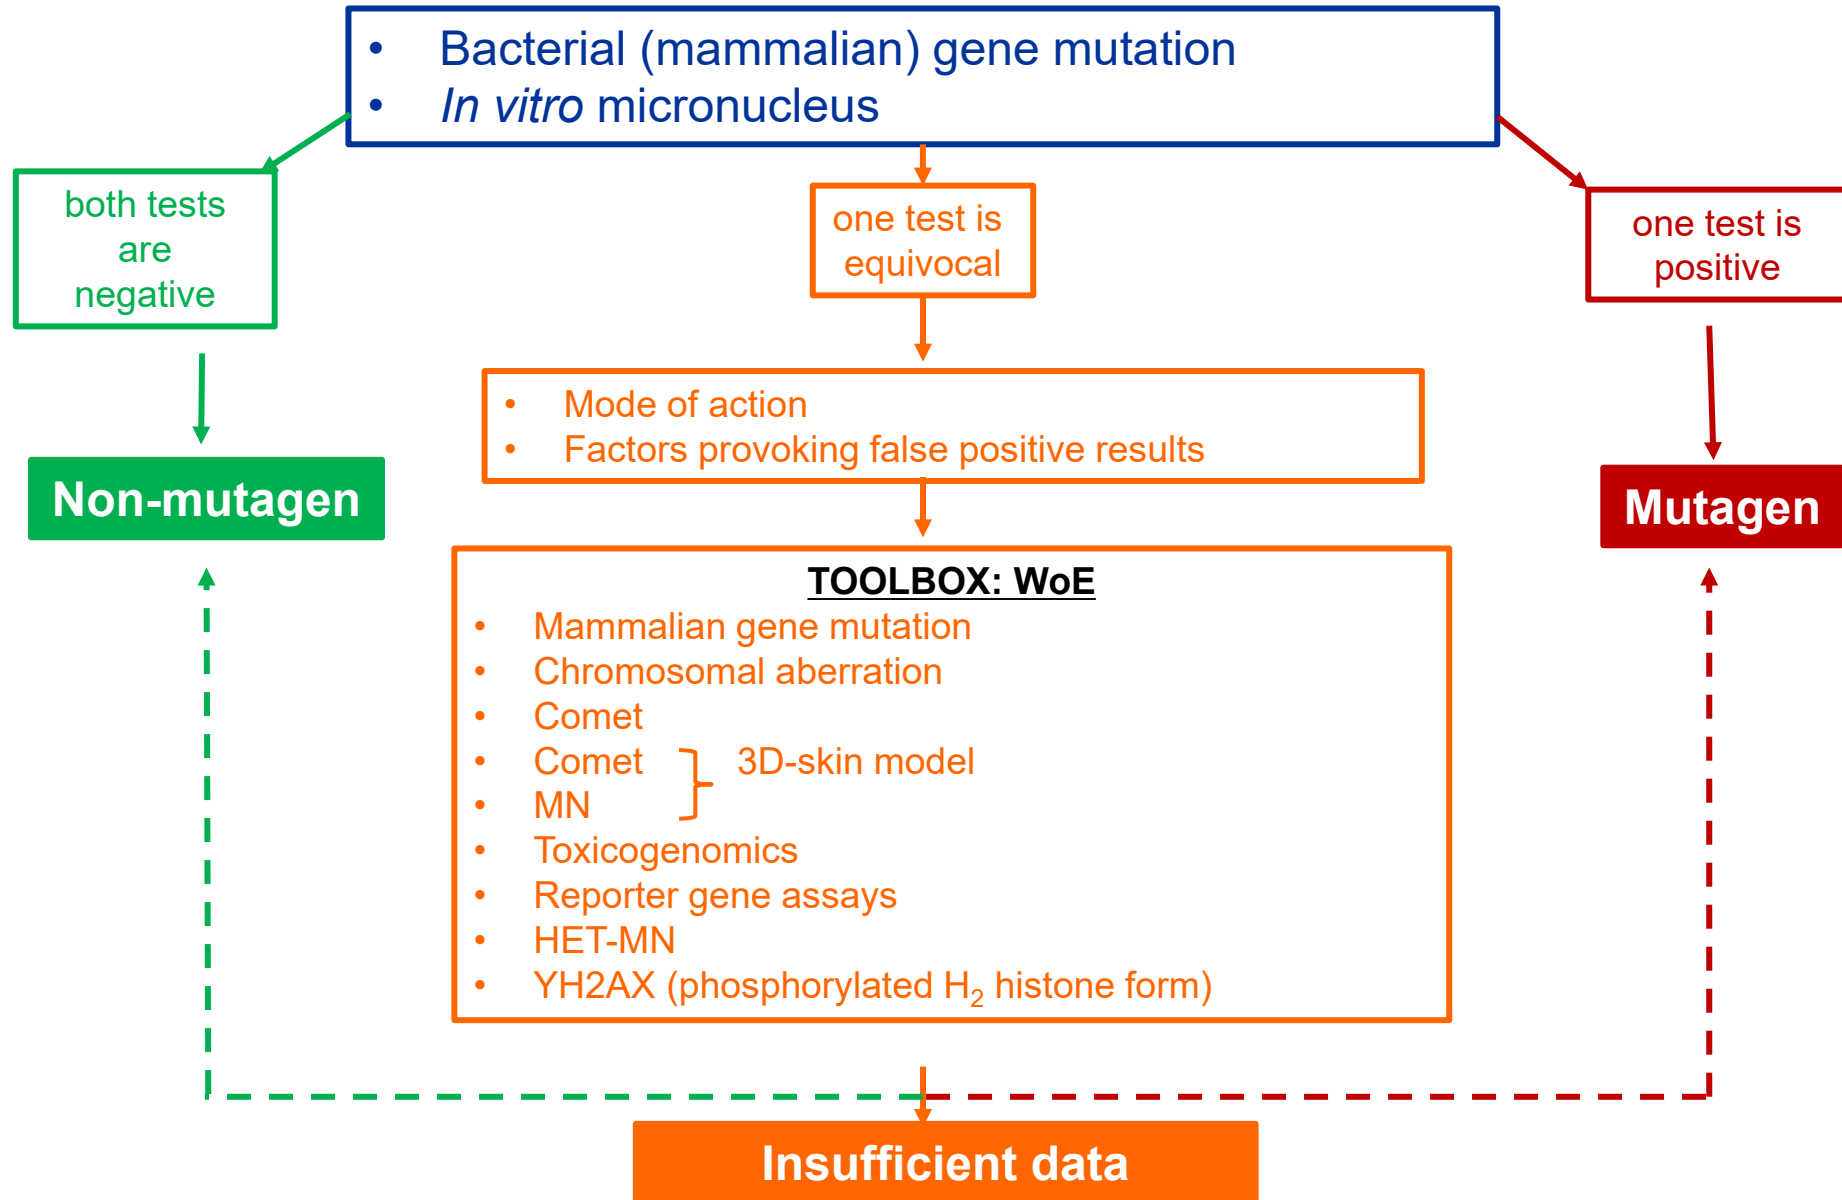 • Bacterial (mammalian) gene mutation
• In vitro micronucleus
both tests
are
negative
one test is
equivocal
one test is
positive
• Mode of action
• Factors provoking false positive results
Non-mutagen
Mutagen
TOOLBOX: WoE
• Mammalian gene mutation
• Chromosomal aberration
• Comet
• Comet 3D-skin model
• MN
• Toxicogenomics
• Reporter gene assays
• HET-MN
• YH2AX (phosphorylated H₂ histone form)
Insufficient data